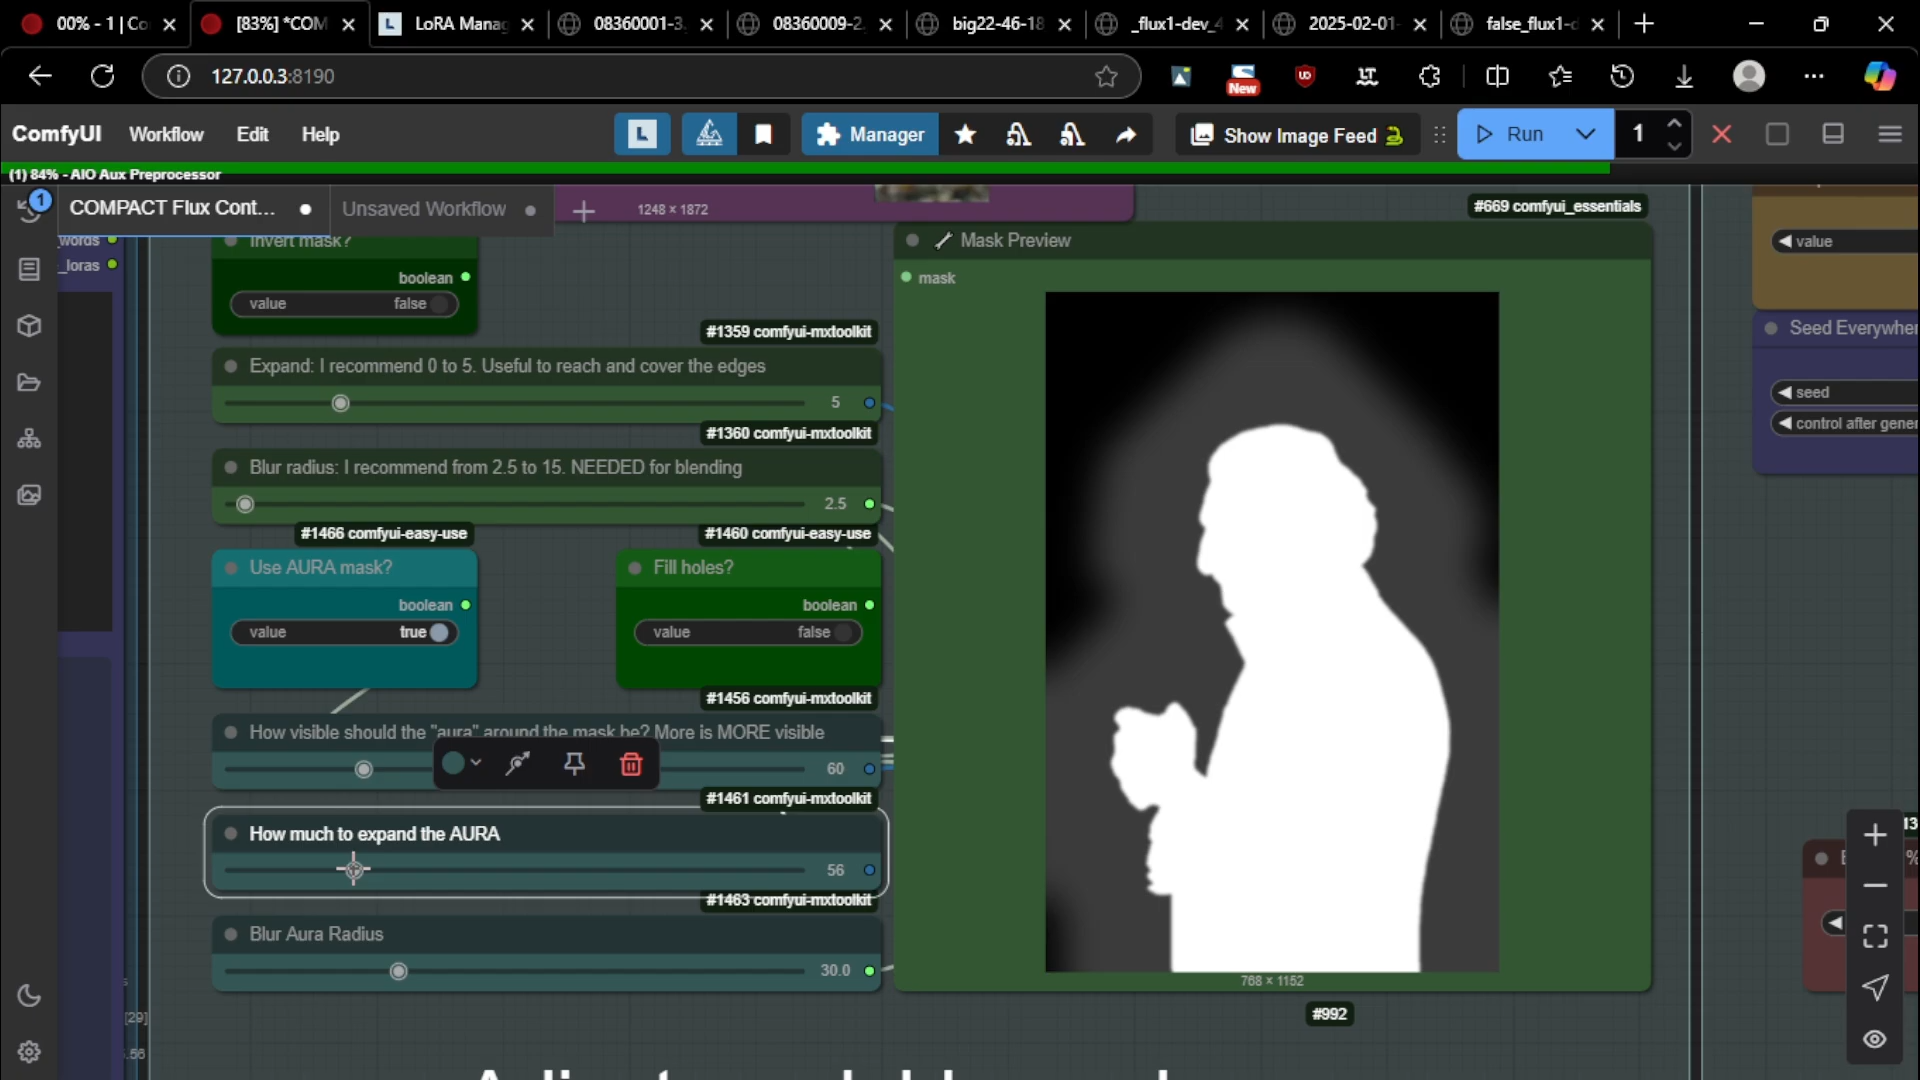 00% - 1 | Co
[83%] *COM
LoRA Manag
08360001-3.
08360009-2.
big22-46-18
_flux1-dev_4
2025-02-01-
false_flux1-d
127.0.0.3:8190
New
ComfyUI
Workflow
Edit
Help
L
Manager
Show Image Feed
Run
1
(1) 84% - AIO Aux Preprocessor
1
COMPACT Flux Cont...
Unsaved Workflow
1248 × 1872
#669 comfyui_essentials
words
_loras
Invert mask?
boolean
value
false
Mask Preview
mask
value
#1359 comfyui-mxtoolkit
Expand: I recommend 0 to 5. Useful to reach and cover the edges
5
#1360 comfyui-mxtoolkit
Blur radius: I recommend from 2.5 to 15. NEEDED for blending
2.5
#1466 comfyui-easy-use
#1460 comfyui-easy-use
Use AURA mask?
boolean
value
true
Fill holes?
boolean
value
false
#1456 comfyui-mxtoolkit
How visible should the "aura" around the mask be? More is MORE visible
60
#1461 comfyui-mxtoolkit
How much to expand the AURA
56
#1463 comfyui-mxtoolkit
Blur Aura Radius
30.0
768 × 1152
#992
Seed Everywher
seed
control after gener
13
%
[29]
.56